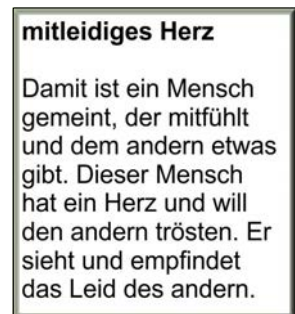 mitleidiges Herz
Damit ist ein Mensch
gemeint, der mitfühlt
und dem andern etwas
gibt. Dieser Mensch
hat ein Herz und will
den andern trösten. Er
sieht und empfindet
das Leid des andern.